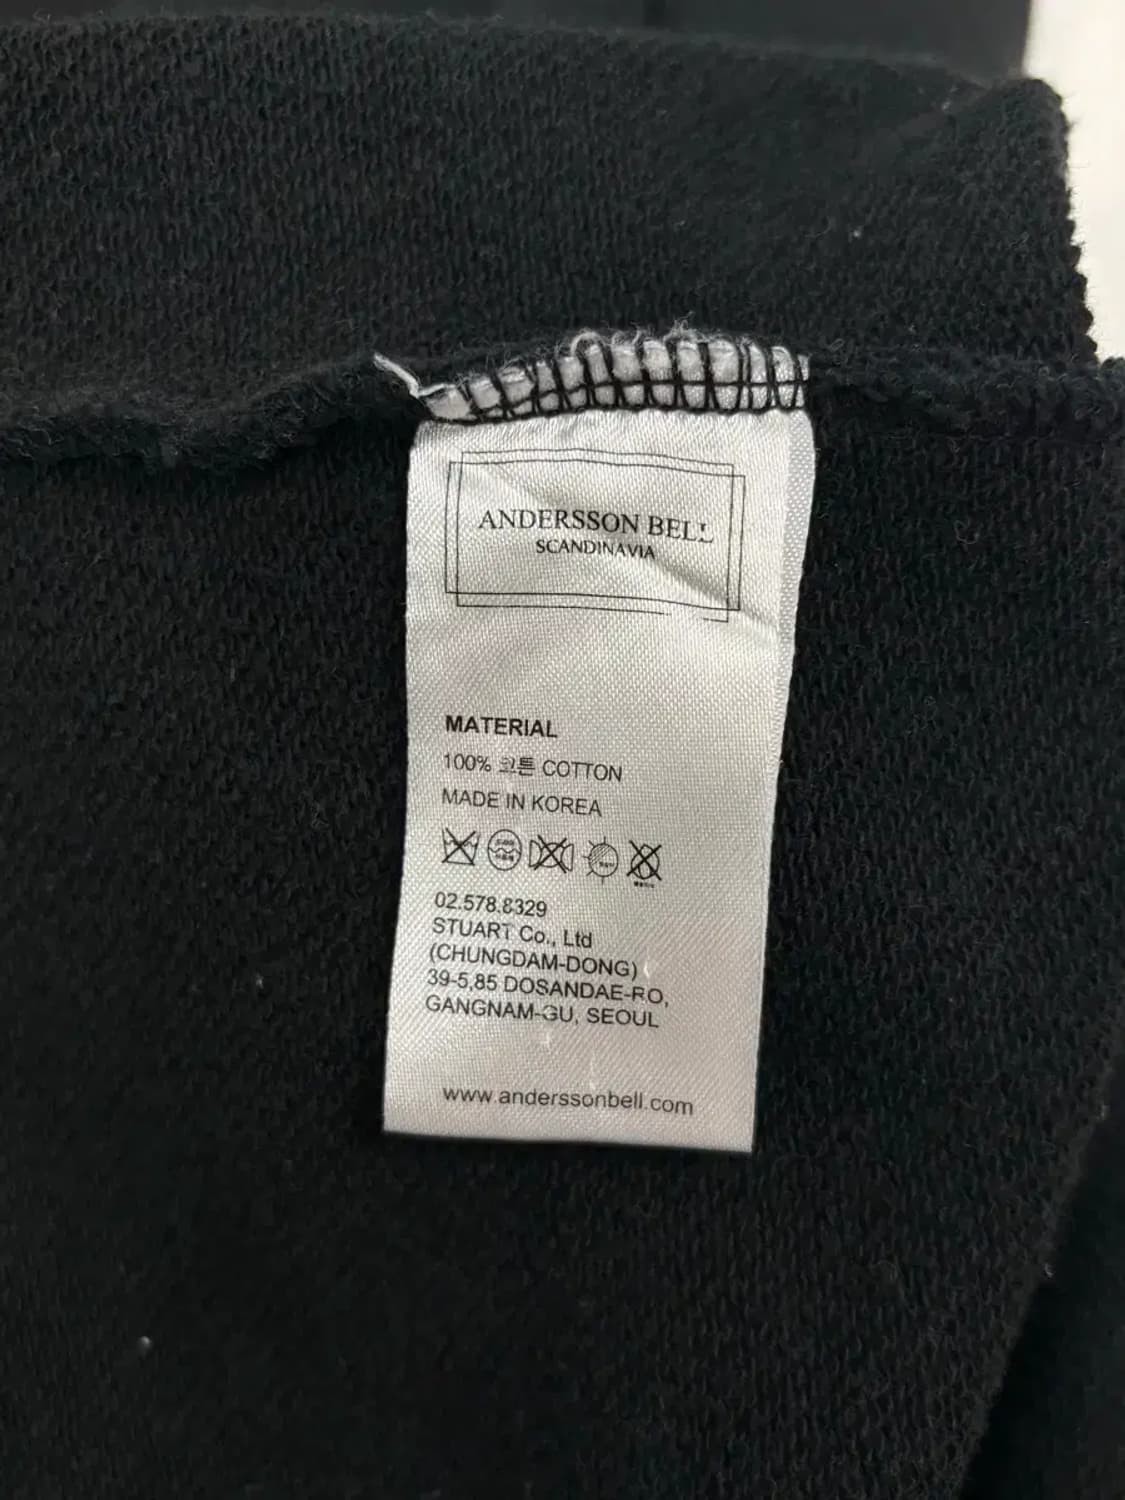 ANDERSSON BELL
SCANDINAVIA
MATERIAL
100% 코튼 COTTON
MADE IN KOREA
02.578.8329
STUART Co., Ltd
(CHUNGDAM-DONG)
39-5,85 DOSANDAE-RO,
GANGNAM-GU, SEOUL
www.anderssonbell.com